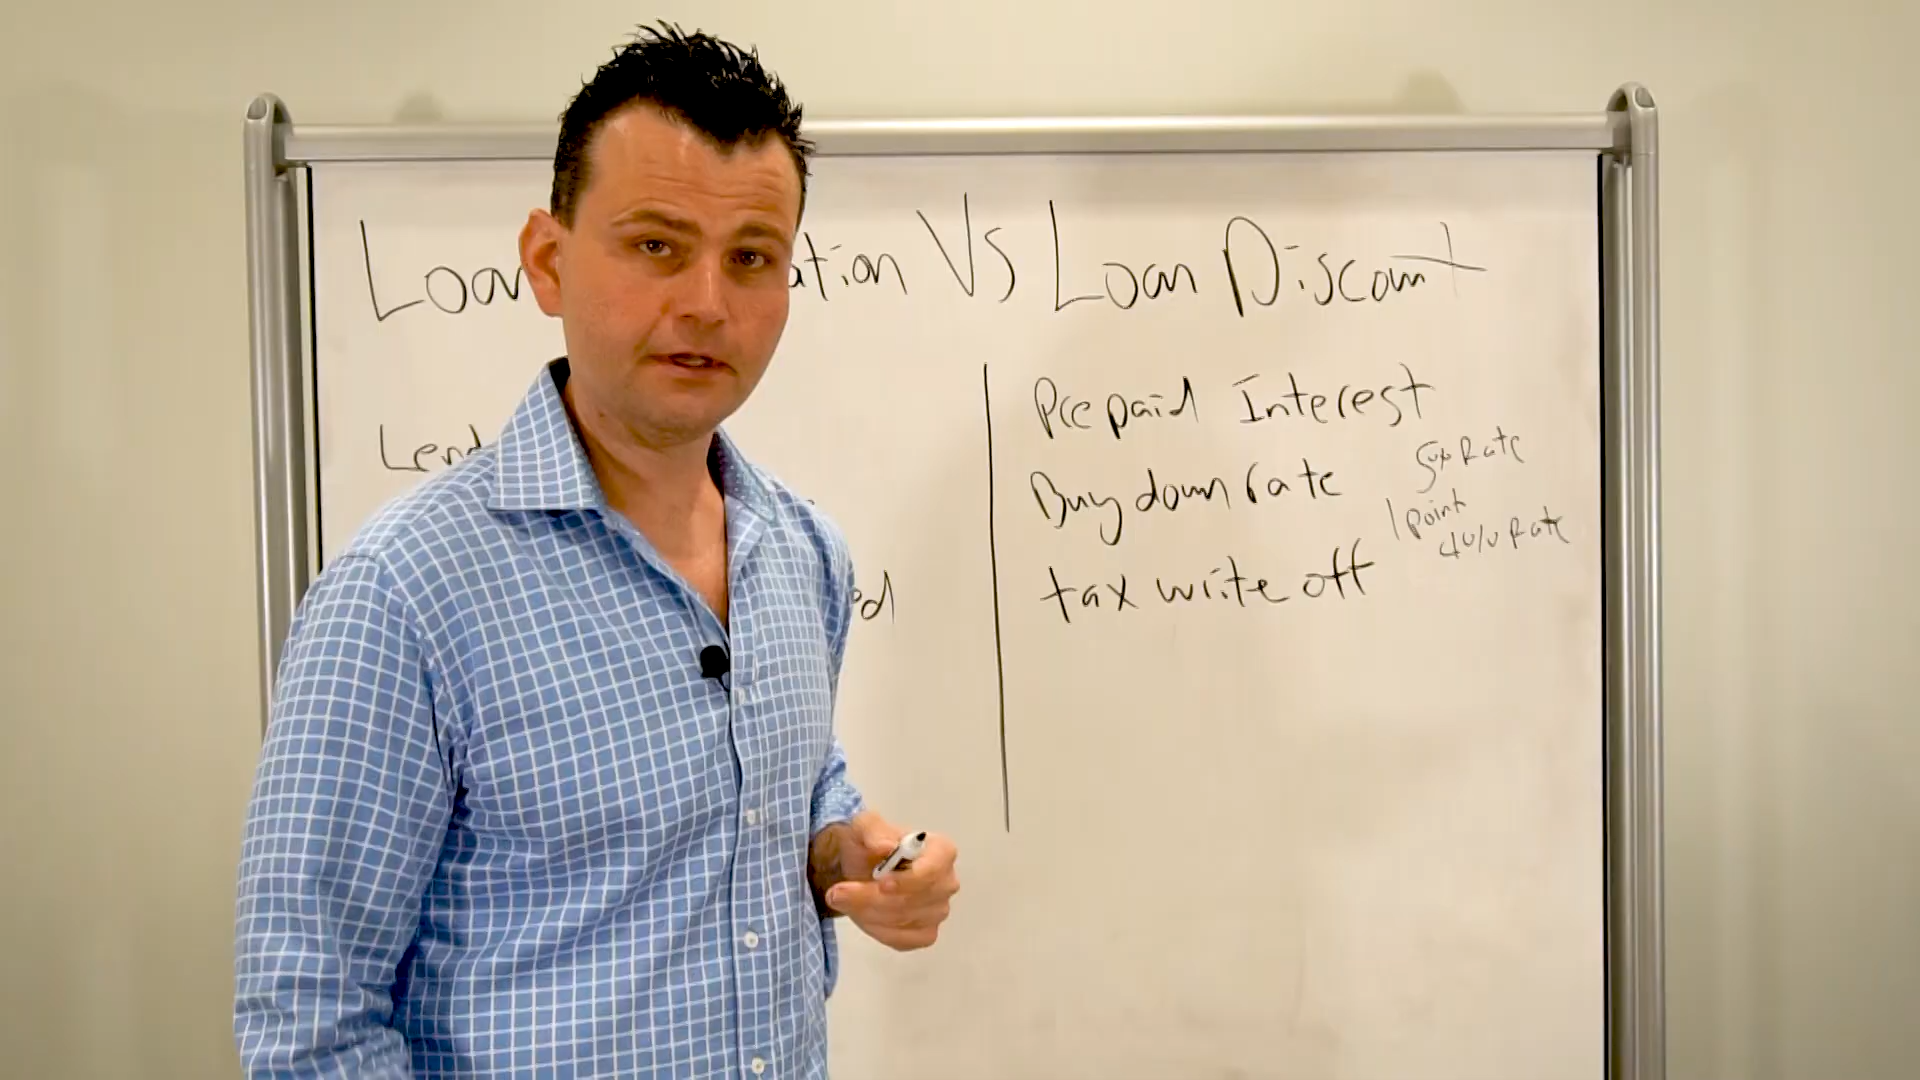 Loan ation Vs Loan Discount
Lend
ed
Prepaid Interest
Buy down rate
tax write off
5% Rate
1 point
4% Rate